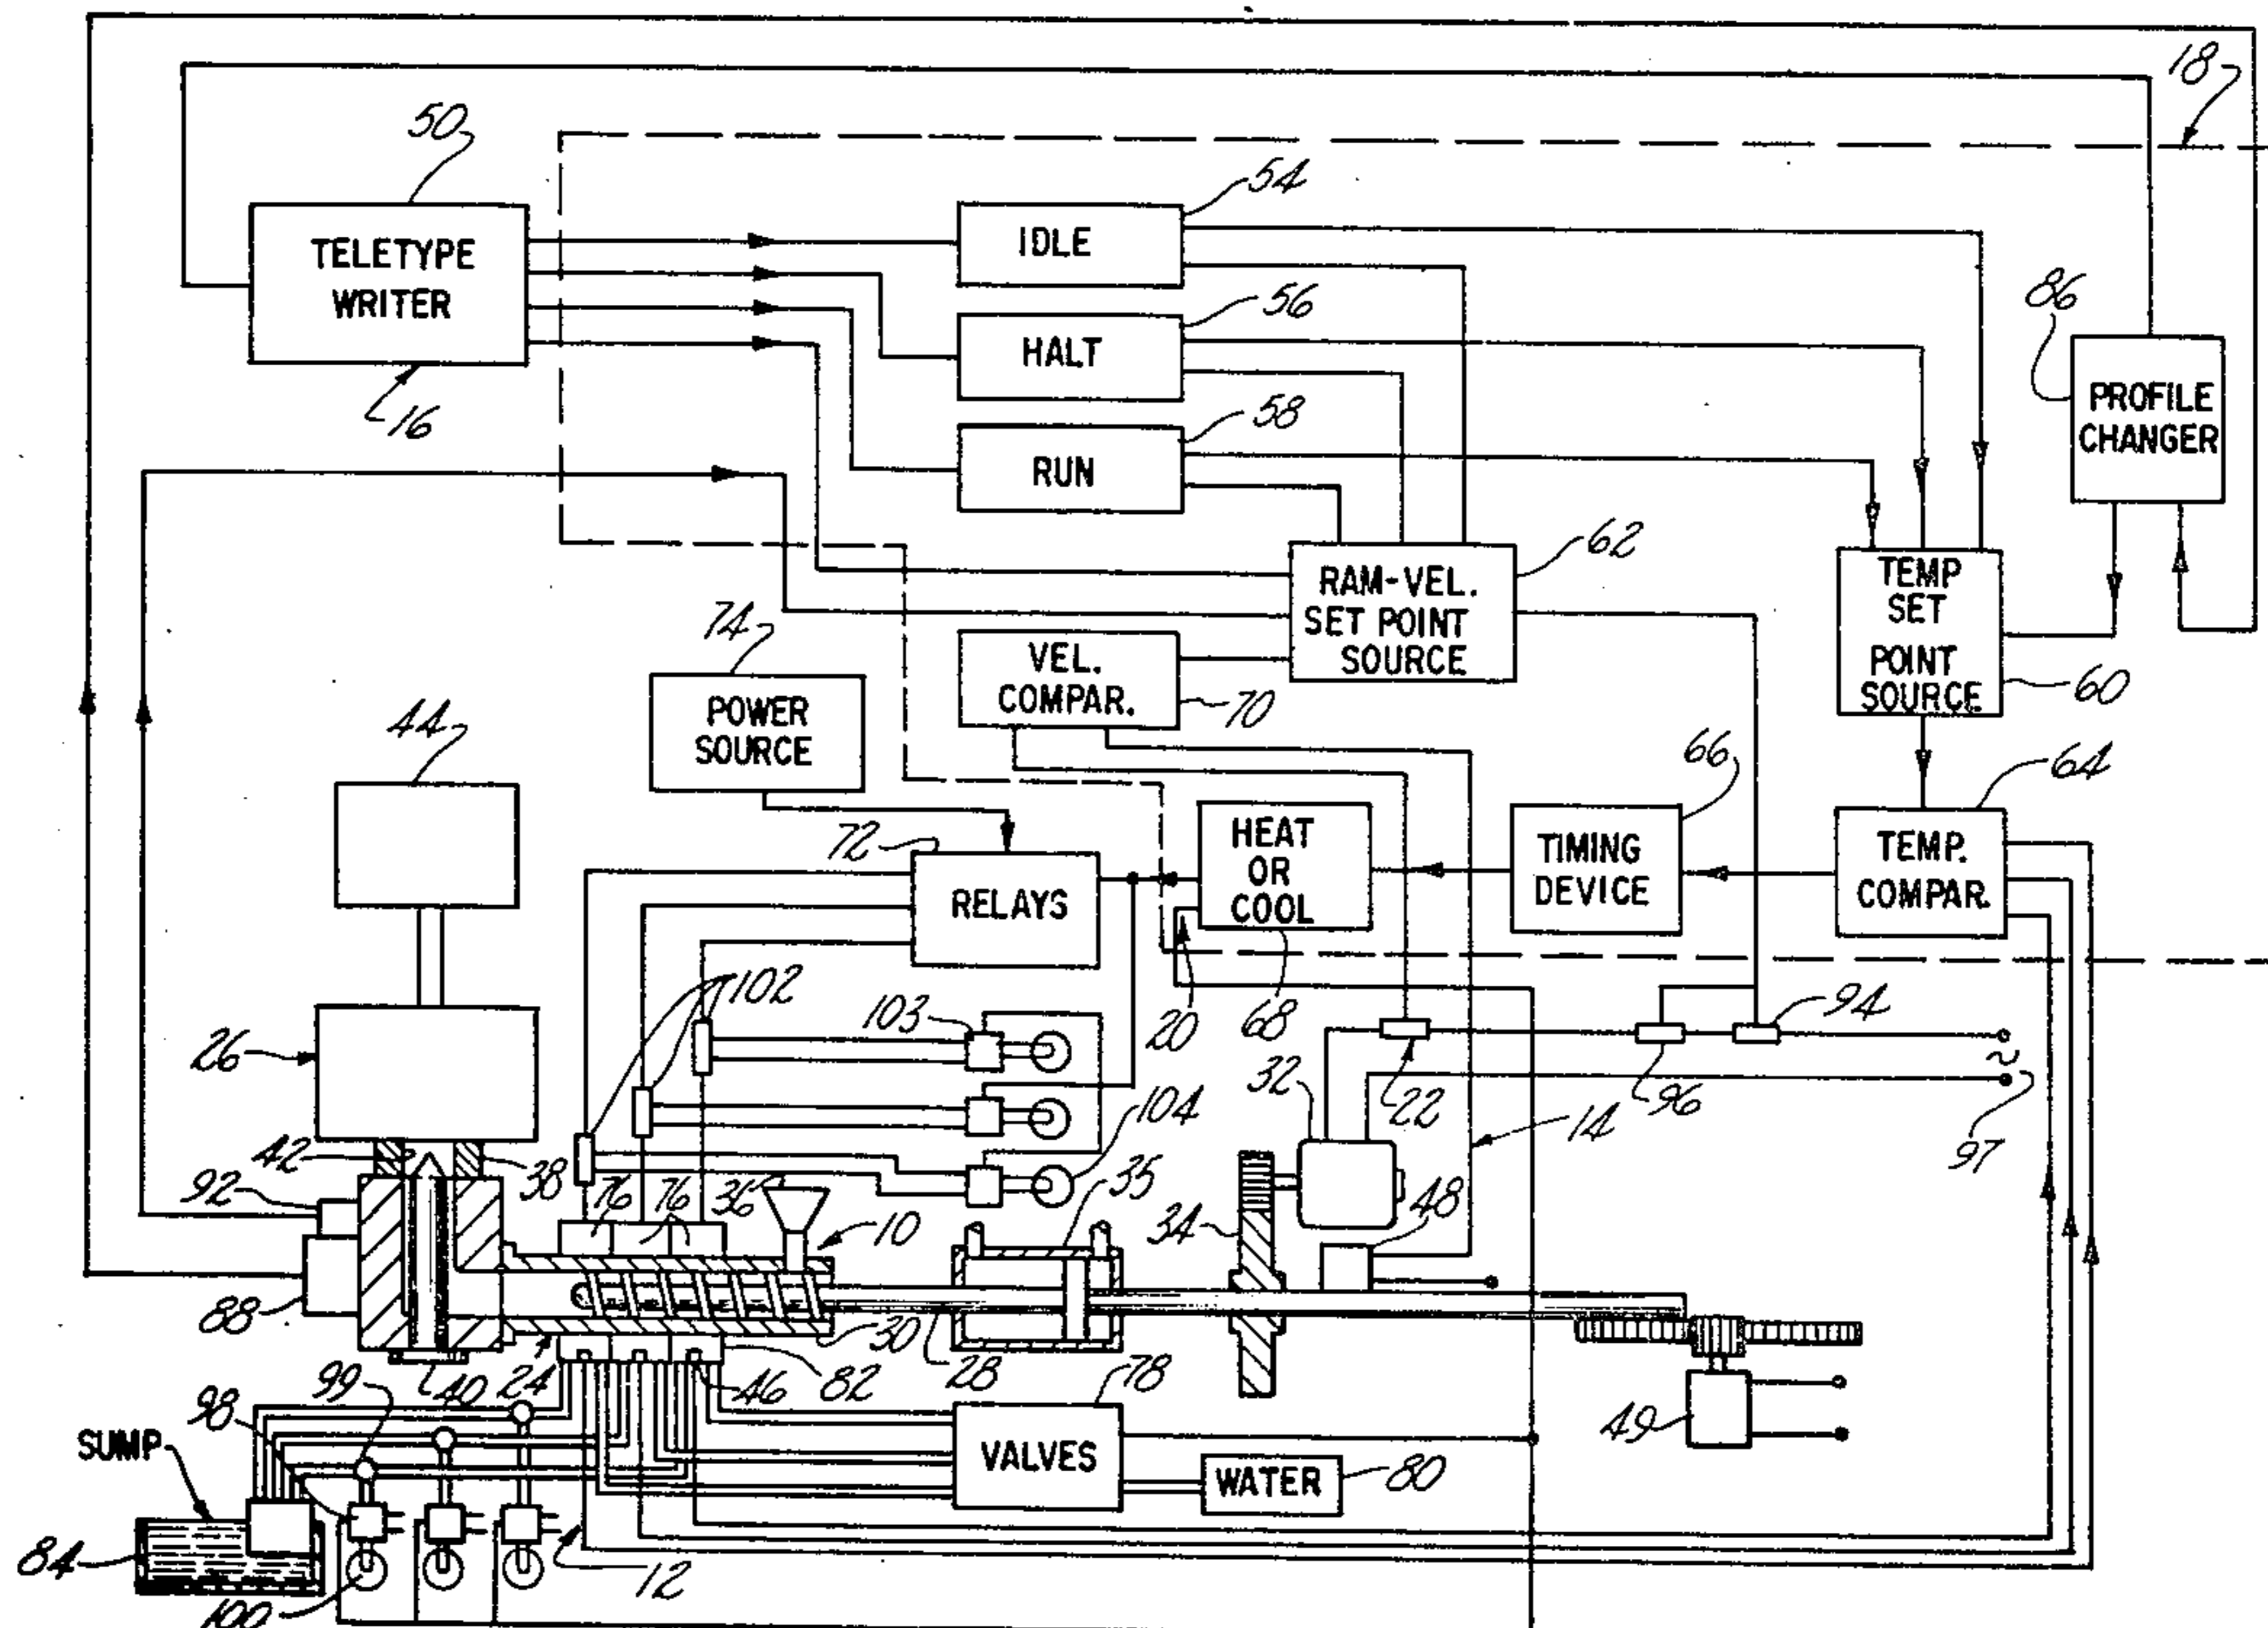 18
50
54
TELETYPE
WRITER
IDLE
86
56
HALT
16
58
PROFILE
CHANGER
RUN
62
RAM-VEL.
SET POINT
SOURCE
TEMP
SET
POINT
SOURCE
60
74
VEL.
COMPAR.
70
POWER
SOURCE
44
66
64
72
HEAT
OR
COOL
TIMING
DEVICE
TEMP.
COMPAR.
RELAYS
102
103
20
68
94
26
32
22
96
~
97
104
14
42
38
92
76
76
36
35
34
48
10
88
30
28
40
24
99
46
82
78
98
49
SUMP
VALVES
WATER
80
84
12
100